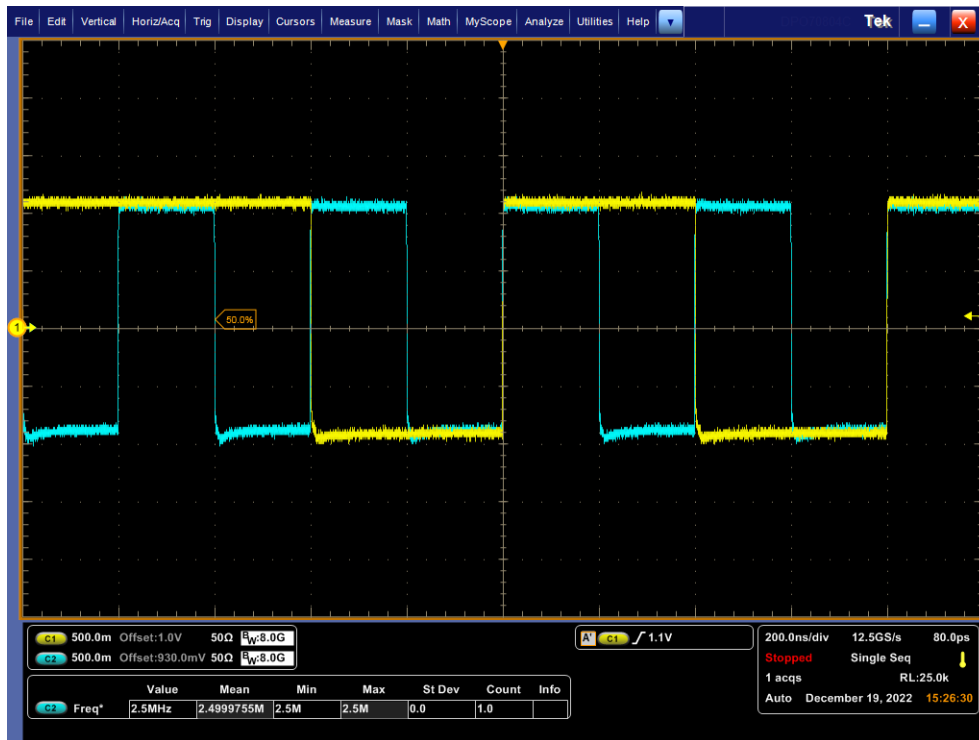 File Edit Vertical Horiz/Acq Trig Display Cursors Measure Mask Math MyScope Analyze Utilities Help Tek X
50.0%
1
C1 500.0m Offset:1.0V 50Ω BW:8.0G
C2 500.0m Offset:930.0mV 50Ω BW:8.0G
A' C1 1.1V
200.0ns/div 12.5GS/s 80.0ps
Stopped Single Seq
1 acqs RL:25.0k
Auto December 19, 2022 15:26:30
Value Mean Min Max St Dev Count Info
C2 Freq* 2.5MHz 2.4999755M 2.5M 2.5M 0.0 1.0